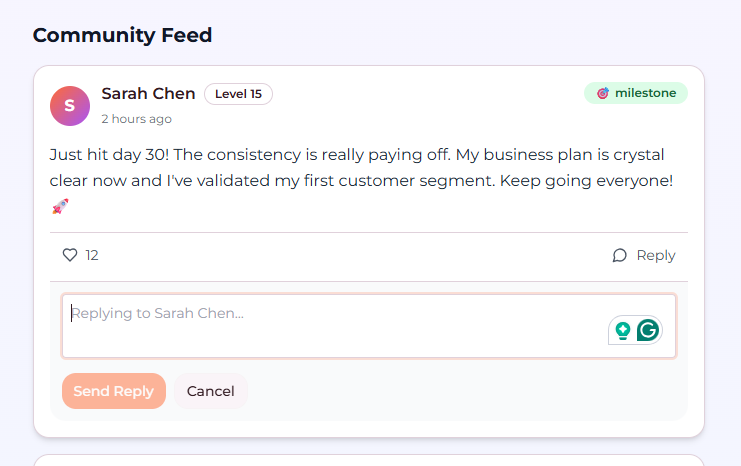 Community Feed
S
Sarah Chen
Level 15
🎯 milestone
2 hours ago
Just hit day 30! The consistency is really paying off. My business plan is crystal
clear now and I've validated my first customer segment. Keep going everyone!
🚀
12
Reply
Replying to Sarah Chen...
G
Send Reply
Cancel